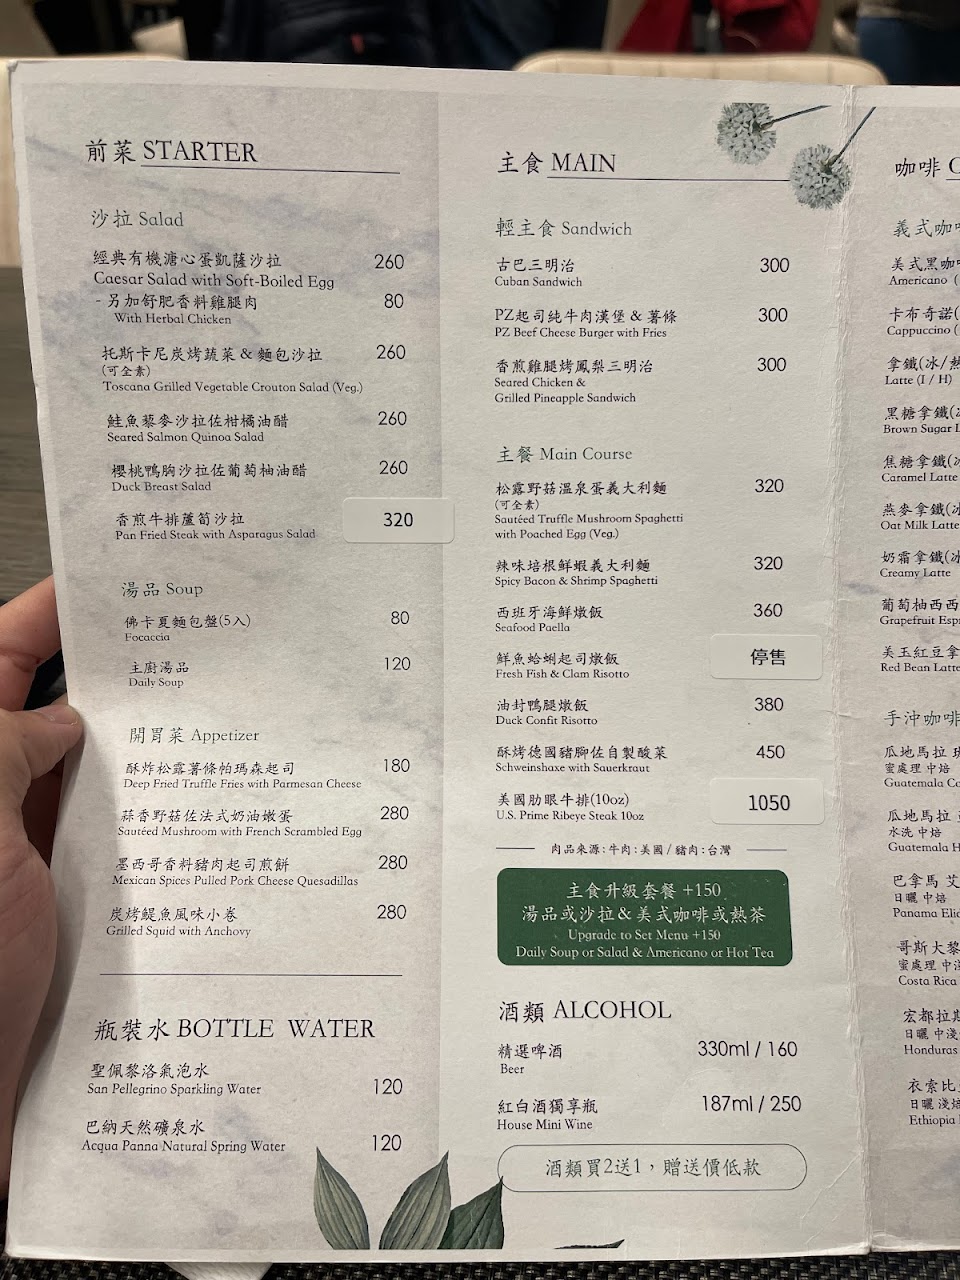 前菜 STARTER
沙拉 Salad
經典有機溏心蛋凱薩沙拉 260
Caesar Salad with Soft-Boiled Egg
- 另加舒肥香料雞腿肉 80
With Herbal Chicken
托斯卡尼炭烤蔬菜 & 麵包沙拉 260
(可全素)
Toscana Grilled Vegetable Crouton Salad (Veg.)
鮭魚藜麥沙拉佐柑橘油醋 260
Seared Salmon Quinoa Salad
櫻桃鴨胸沙拉佐葡萄柚油醋 260
Duck Breast Salad
香煎牛排蘆筍沙拉 320
Pan Fried Steak with Asparagus Salad
湯品 Soup
佛卡夏麵包盤(5入) 80
Focaccia
主廚湯品 120
Daily Soup
開胃菜 Appetizer
酥炸松露薯條帕瑪森起司 180
Deep Fried Truffle Fries with Parmesan Cheese
蒜香野菇佐法式奶油嫩蛋 280
Sautéed Mushroom with French Scrambled Egg
墨西哥香料豬肉起司煎餅 280
Mexican Spices Pulled Pork Cheese Quesadillas
炭烤鯷魚風味小卷 280
Grilled Squid with Anchovy
瓶裝水 BOTTLE WATER
聖佩黎洛氣泡水
San Pellegrino Sparkling Water 120
巴納天然礦泉水
Acqua Panna Natural Spring Water 120
主食 MAIN
輕主食 Sandwich
古巴三明治 300
Cuban Sandwich
PZ起司純牛肉漢堡 & 薯條 300
PZ Beef Cheese Burger with Fries
香煎雞腿烤鳳梨三明治 300
Seared Chicken &
Grilled Pineapple Sandwich
主餐 Main Course
松露野菇溫泉蛋義大利麵 320
(可全素)
Sautéed Truffle Mushroom Spaghetti
with Poached Egg (Veg.)
辣味培根鮮蝦義大利麵 320
Spicy Bacon & Shrimp Spaghetti
西班牙海鮮燉飯 360
Seafood Paella
鮮魚蛤蜊起司燉飯 停售
Fresh Fish & Clam Risotto
油封鴨腿燉飯 380
Duck Confit Risotto
酥烤德國豬腳佐自製酸菜 450
Schweinshaxe with Sauerkraut
美國肋眼牛排(10oz) 1050
U.S. Prime Ribeye Steak 10oz
肉品來源:牛肉:美國 / 豬肉:台灣
主食升級套餐 +150
湯品或沙拉&美式咖啡或熱茶
Upgrade to Set Menu +150
Daily Soup or Salad & Americano or Hot Tea
酒類 ALCOHOL
精選啤酒 330ml / 160
Beer
紅白酒獨享瓶 187ml / 250
House Mini Wine
酒類買2送1，贈送價低款
咖啡
義式咖
美式黑咖
Americano (
卡布奇諾(
Cappuccino (
拿鐵(冰/
Latte (I / H)
黑糖拿鐵(
Brown Sugar
焦糖拿鐵(
Caramel Latte
燕麥拿鐵(
Oat Milk Latte
奶霜拿鐵(
Creamy Latte
葡萄柚西西
Grapefruit
美玉紅豆拿
Red Bean Latte
手沖咖啡
瓜地馬拉
蜜處理 中焙
Guatemala
瓜地馬拉
水洗 中焙
Guatemala
巴拿馬 艾
日曬 中焙
Panama
哥斯大黎
蜜處理 中
Costa Rica
宏都拉斯
日曬 中淺
Honduras
衣索比
日曬 淺焙
Ethiopia